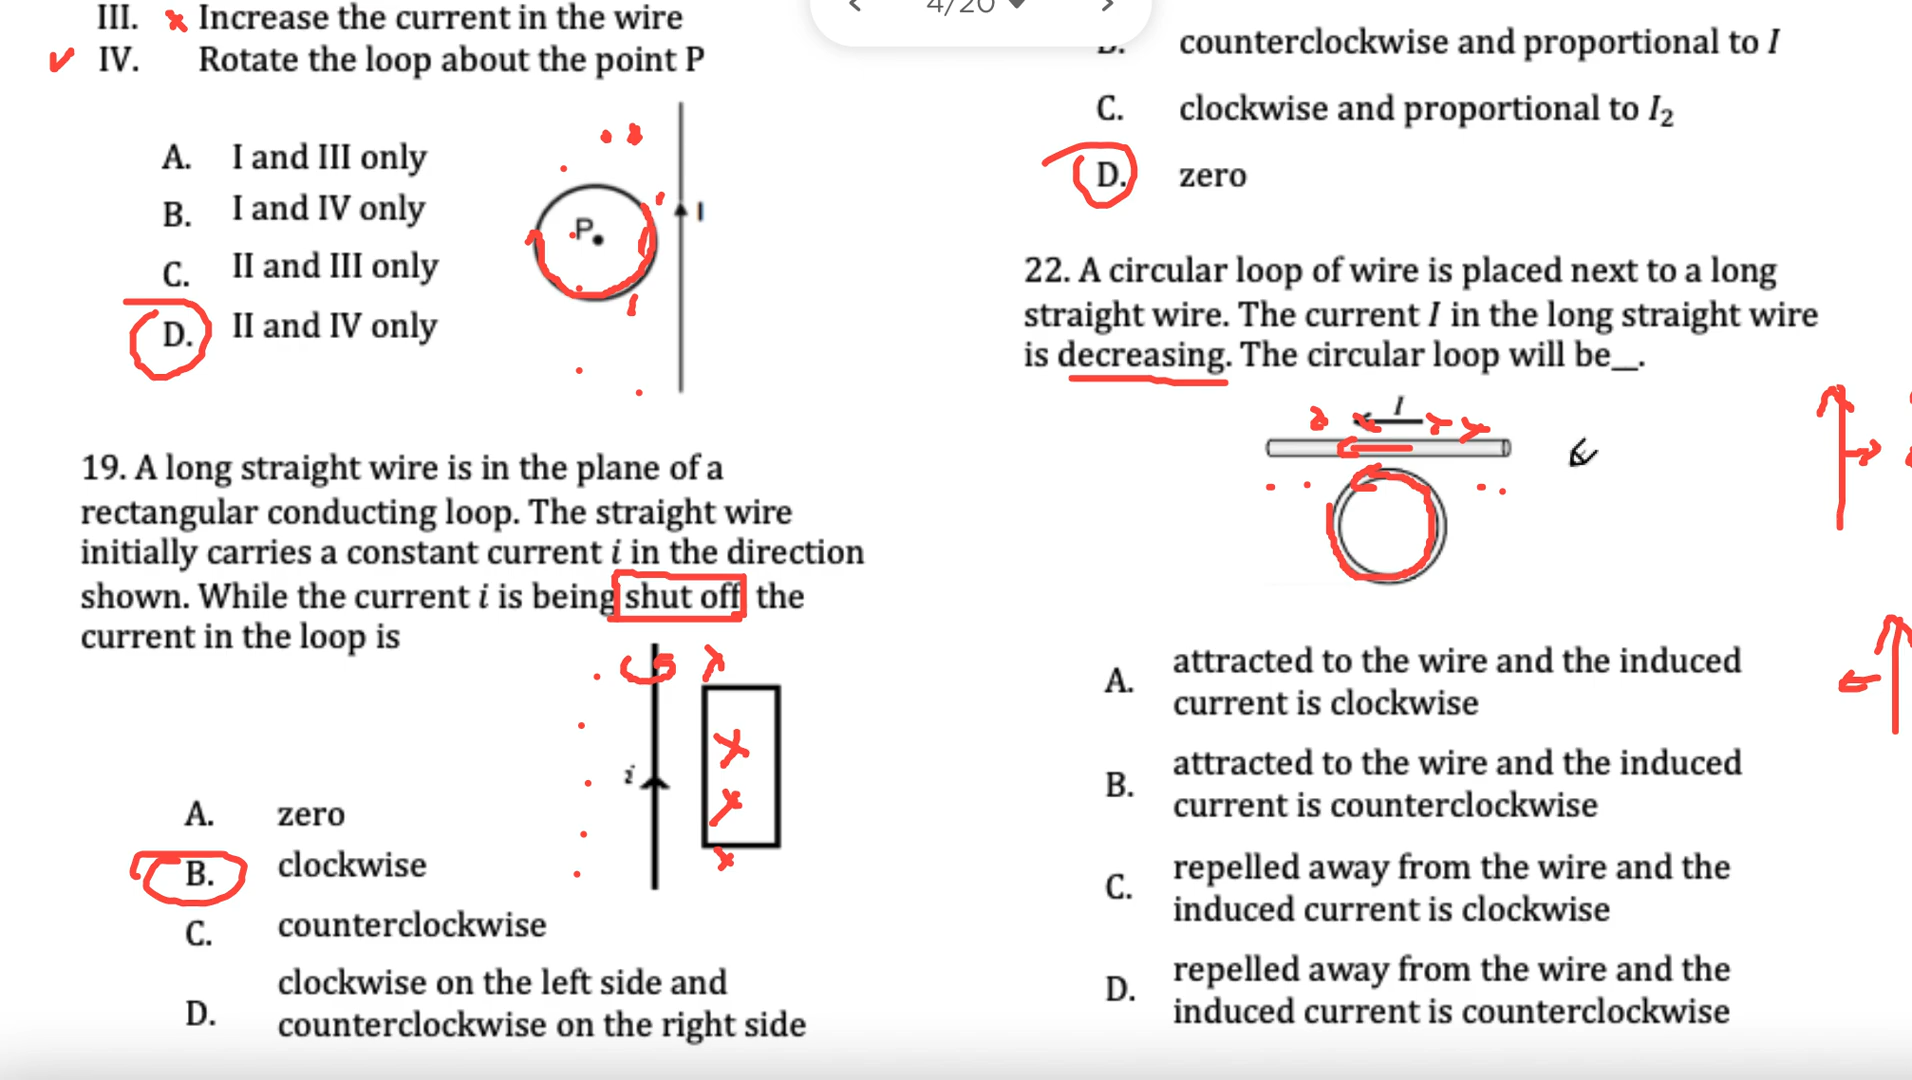 III. Increase the current in the wire
IV. Rotate the loop about the point P
A. I and III only
B. I and IV only
C. II and III only
D. II and IV only
P
I
19. A long straight wire is in the plane of a
rectangular conducting loop. The straight wire
initially carries a constant current i in the direction
shown. While the current i is being shut off the
current in the loop is
i
A. zero
B. clockwise
C. counterclockwise
D. clockwise on the left side and
counterclockwise on the right side
4/20
counterclockwise and proportional to I
C. clockwise and proportional to I₂
D. zero
22. A circular loop of wire is placed next to a long
straight wire. The current I in the long straight wire
is decreasing. The circular loop will be__.
I
A. attracted to the wire and the induced
current is clockwise
B. attracted to the wire and the induced
current is counterclockwise
C. repelled away from the wire and the
induced current is clockwise
D. repelled away from the wire and the
induced current is counterclockwise